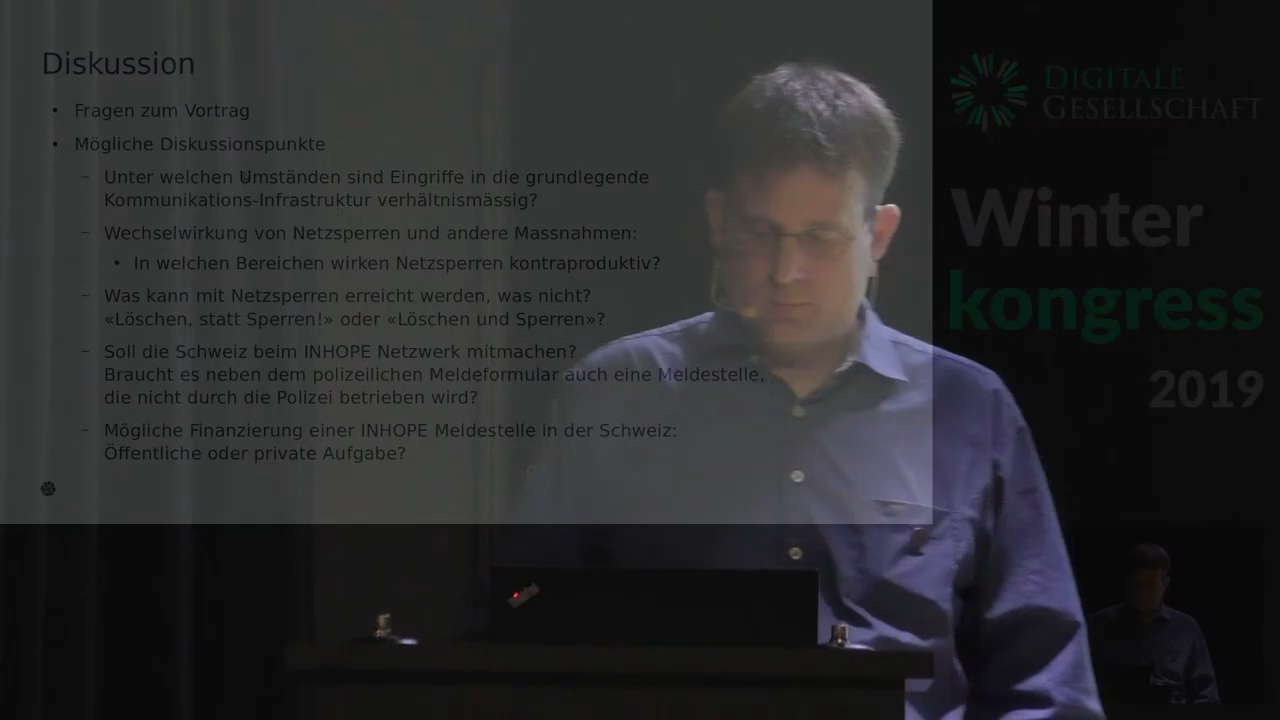 Diskussion
• Fragen zum Vortrag
• Mögliche Diskussionspunkte
– Unter welchen Umständen sind Eingriffe in die grundlegende
Kommunikations-Infrastruktur verhältnismässig?
– Wechselwirkung von Netzsperren und andere Massnahmen:
• In welchen Bereichen wirken Netzsperren kontraproduktiv?
– Was kann mit Netzsperren erreicht werden, was nicht?
«Löschen, statt Sperren!» oder «Löschen und Sperren»?
– Soll die Schweiz beim INHOPE Netzwerk mitmachen?
Braucht es neben dem polizeilichen Meldeformular auch eine Meldestelle,
die nicht durch die Polizei betrieben wird?
– Mögliche Finanzierung einer INHOPE Meldestelle in der Schweiz:
Öffentliche oder private Aufgabe?
DIGITALE
GESELLSCHAFT
Winter
kongress
2019